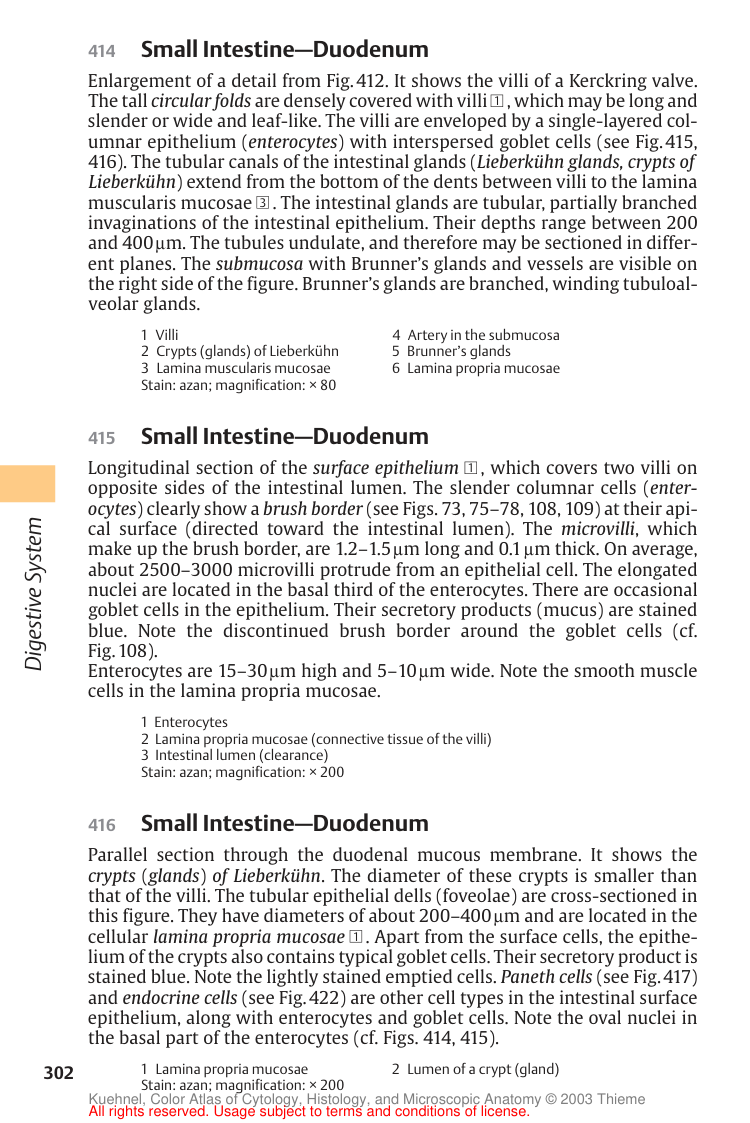 414 Small Intestine—Duodenum
Enlargement of a detail from Fig. 412. It shows the villi of a Kerckring valve.
The tall circular folds are densely covered with villi 1, which may be long and
slender or wide and leaf-like. The villi are enveloped by a single-layered col-
umnar epithelium (enterocytes) with interspersed goblet cells (see Fig. 415,
416). The tubular canals of the intestinal glands (Lieberkühn glands, crypts of
Lieberkühn) extend from the bottom of the dents between villi to the lamina
muscularis mucosae 3. The intestinal glands are tubular, partially branched
invaginations of the intestinal epithelium. Their depths range between 200
and 400 µm. The tubules undulate, and therefore may be sectioned in differ-
ent planes. The submucosa with Brunner's glands and vessels are visible on
the right side of the figure. Brunner's glands are branched, winding tubuloal-
veolar glands.
1 Villi
2 Crypts (glands) of Lieberkühn
3 Lamina muscularis mucosae
Stain: azan; magnification: × 80
4 Artery in the submucosa
5 Brunner's glands
6 Lamina propria mucosae
415 Small Intestine—Duodenum
Longitudinal section of the surface epithelium 1, which covers two villi on
opposite sides of the intestinal lumen. The slender columnar cells (enter-
ocytes) clearly show a brush border (see Figs. 73, 75–78, 108, 109) at their api-
cal surface (directed toward the intestinal lumen). The microvilli, which
make up the brush border, are 1.2–1.5 µm long and 0.1 µm thick. On average,
about 2500–3000 microvilli protrude from an epithelial cell. The elongated
nuclei are located in the basal third of the enterocytes. There are occasional
goblet cells in the epithelium. Their secretory products (mucus) are stained
blue. Note the discontinued brush border around the goblet cells (cf.
Fig. 108).
Enterocytes are 15–30 µm high and 5–10 µm wide. Note the smooth muscle
cells in the lamina propria mucosae.
1 Enterocytes
2 Lamina propria mucosae (connective tissue of the villi)
3 Intestinal lumen (clearance)
Stain: azan; magnification: × 200
416 Small Intestine—Duodenum
Parallel section through the duodenal mucous membrane. It shows the
crypts (glands) of Lieberkühn. The diameter of these crypts is smaller than
that of the villi. The tubular epithelial dells (foveolae) are cross-sectioned in
this figure. They have diameters of about 200–400 µm and are located in the
cellular lamina propria mucosae 1. Apart from the surface cells, the epithe-
lium of the crypts also contains typical goblet cells. Their secretory product is
stained blue. Note the lightly stained emptied cells. Paneth cells (see Fig. 417)
and endocrine cells (see Fig. 422) are other cell types in the intestinal surface
epithelium, along with enterocytes and goblet cells. Note the oval nuclei in
the basal part of the enterocytes (cf. Figs. 414, 415).
1 Lamina propria mucosae
Stain: azan; magnification: × 200
2 Lumen of a crypt (gland)
Digestive System
302
Kuehnel, Color Atlas of Cytology, Histology, and Microscopic Anatomy © 2003 Thieme
All rights reserved. Usage subject to terms and conditions of license.